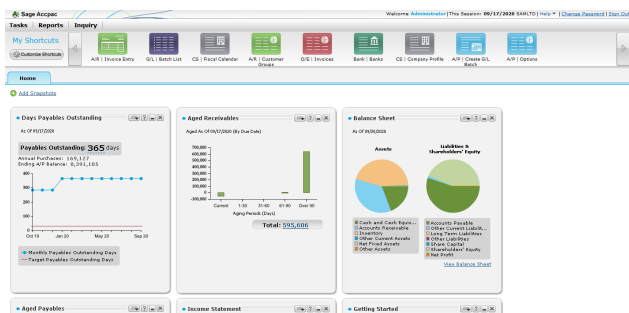 Sage Accpac
Welcome Administrator | This Session: 09/17/2020 SAMLTD | Help | Change Password | Sign Out
Tasks Reports Inquiry
My Shortcuts
Customize Shortcuts
A/R | Invoice Entry
G/L | Batch List
CS | Fiscal Calendar
A/R | Customer Groups
O/E | Invoices
Bank | Banks
CS | Company Profile
A/P | Create G/L Batch
A/P | Options
Home
Add Snapshots
Days Payables Outstanding
As Of 09/17/2020
Payables Outstanding: 365 days
Annual Purchases: 169,127
Ending A/P Balance: 8,391,185
400
300
200
100
0
Oct 19 Jan 20 May 20 Sep 20
Monthly Payables Outstanding Days
Target Payables Outstanding Days
Aged Receivables
Aged As Of 09/17/2020 (By Due Date)
700,000
600,000
500,000
400,000
300,000
200,000
100,000
0
-100,000
Current 1-30 31-60 61-90 Over 90
Aging Periods (Days)
Total: 595,606
Balance Sheet
As Of 09/30/2020
Assets
Liabilities &
Shareholders' Equity
Cash and Cash Equiv...
Accounts Receivable
Inventory
Other Current Assets
Net Fixed Assets
Other Assets
Accounts Payable
Other Current Liabilit...
Long Term Liabilities
Other Liabilities
Share Capital
Shareholders' Equity
Net Profit
View Balance Sheet
Aged Payables
Income Statement
Getting Started